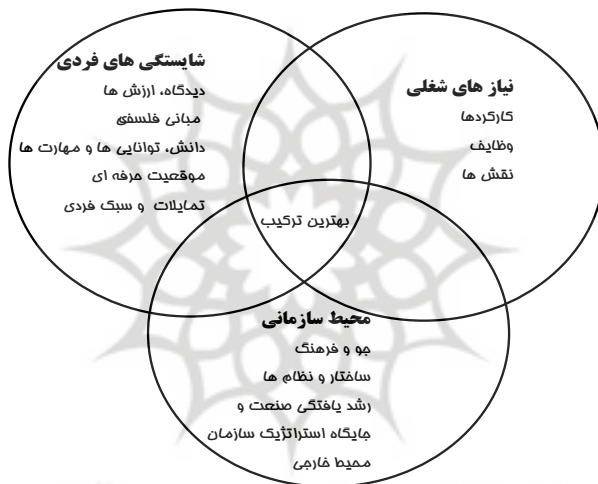 شایستگی های فردی
دیدگاه، ارزش ها
مبانی فلسفی
دانش، توانایی ها و مهارت ها
موقعیت حرفه ای
تمایلات و سبک فردی
نیاز های شغلی
کارکردها
وظایف
نقش ها
بهترین ترکیب
محیط سازمانی
جو و فرهنگ
ساختار و نظام ها
رشد یافتگی صنعت و
جایگاه استراتژیک سازمان
محیط خارجی